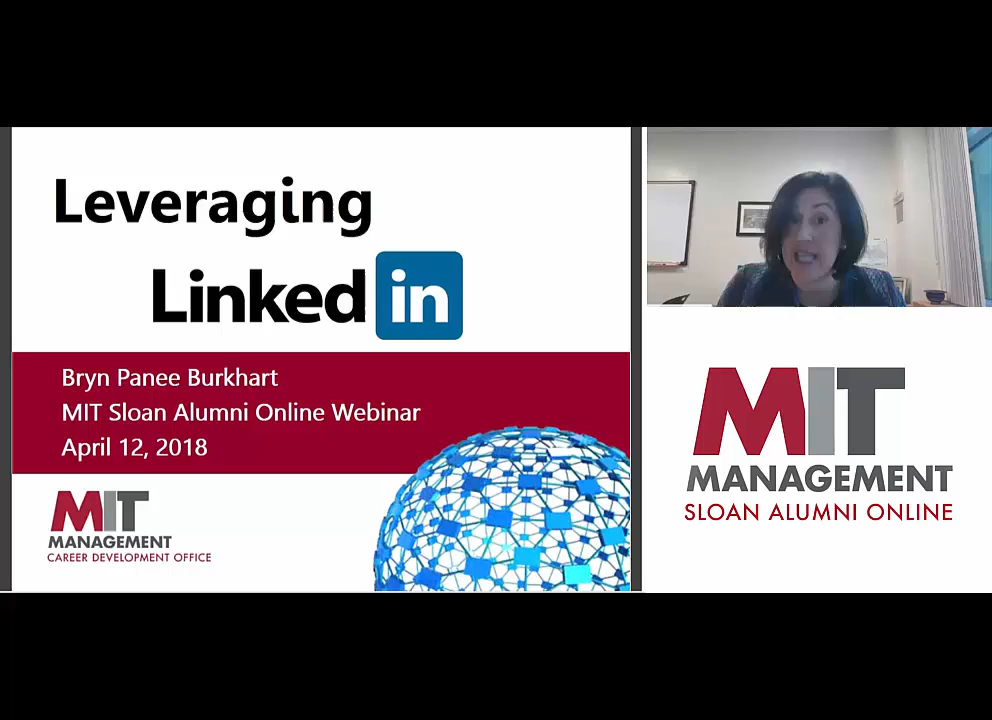 Leveraging
Linked in
Bryn Panee Burkhart
MIT Sloan Alumni Online Webinar
April 12, 2018
MIT
MANAGEMENT
CAREER DEVELOPMENT OFFICE
MIT
MANAGEMENT
SLOAN ALUMNI ONLINE